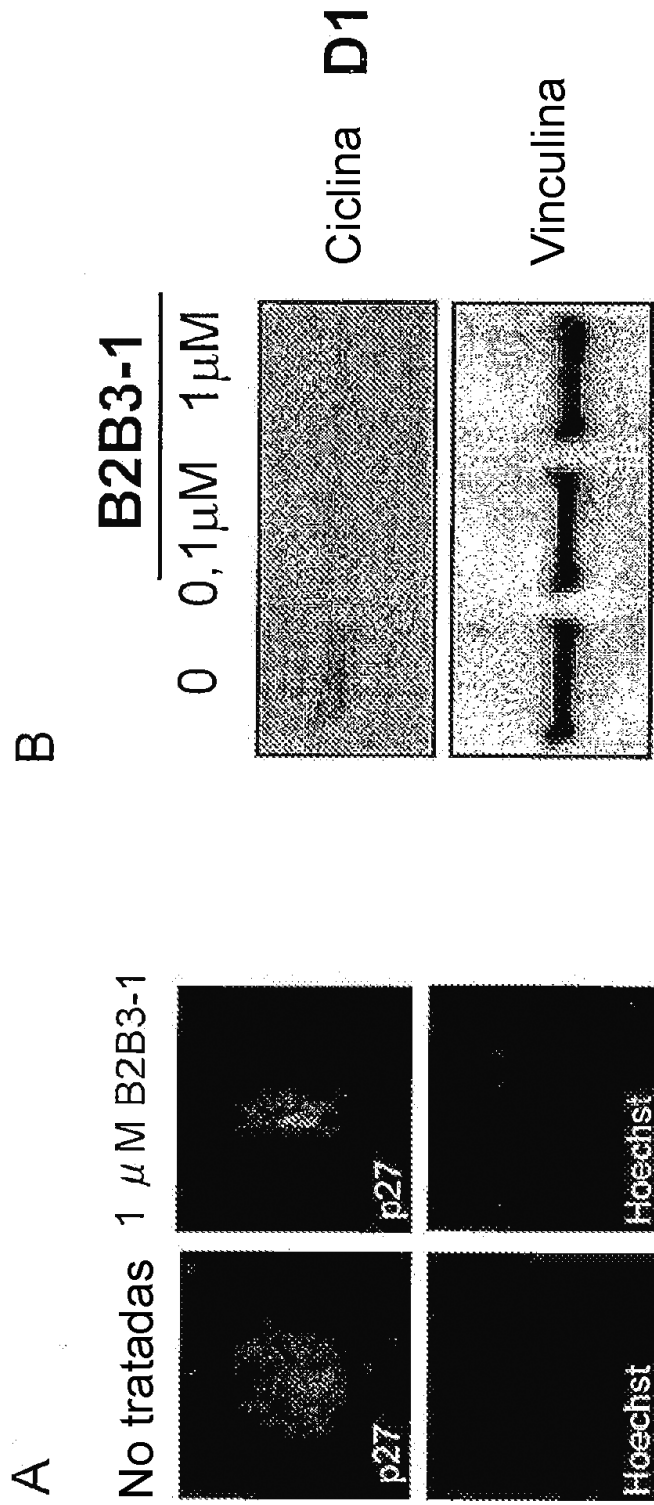 A
No tratadas 1 μM B2B3-1
p27 p27
Hoechst Hoechst
B
B2B3-1
0 0,1μM 1μM
Ciclina D1
Vinculina